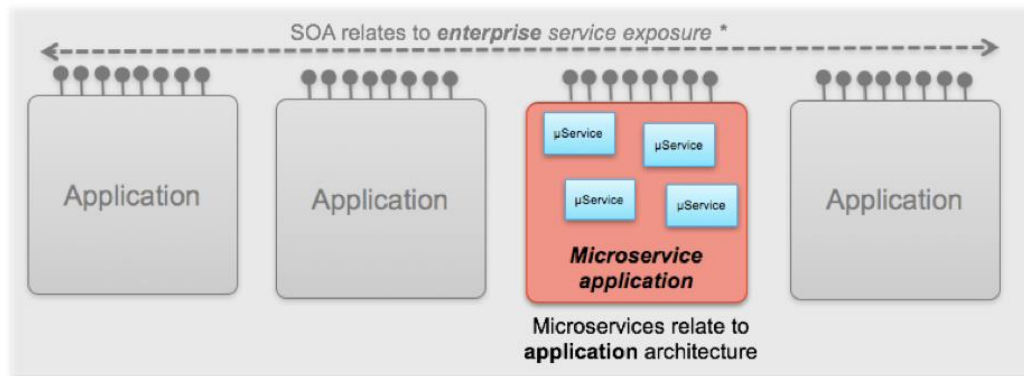 SOA relates to enterprise service exposure *
Application
Application
µService
µService
µService
µService
Microservice
application
Application
Microservices relate to
application architecture